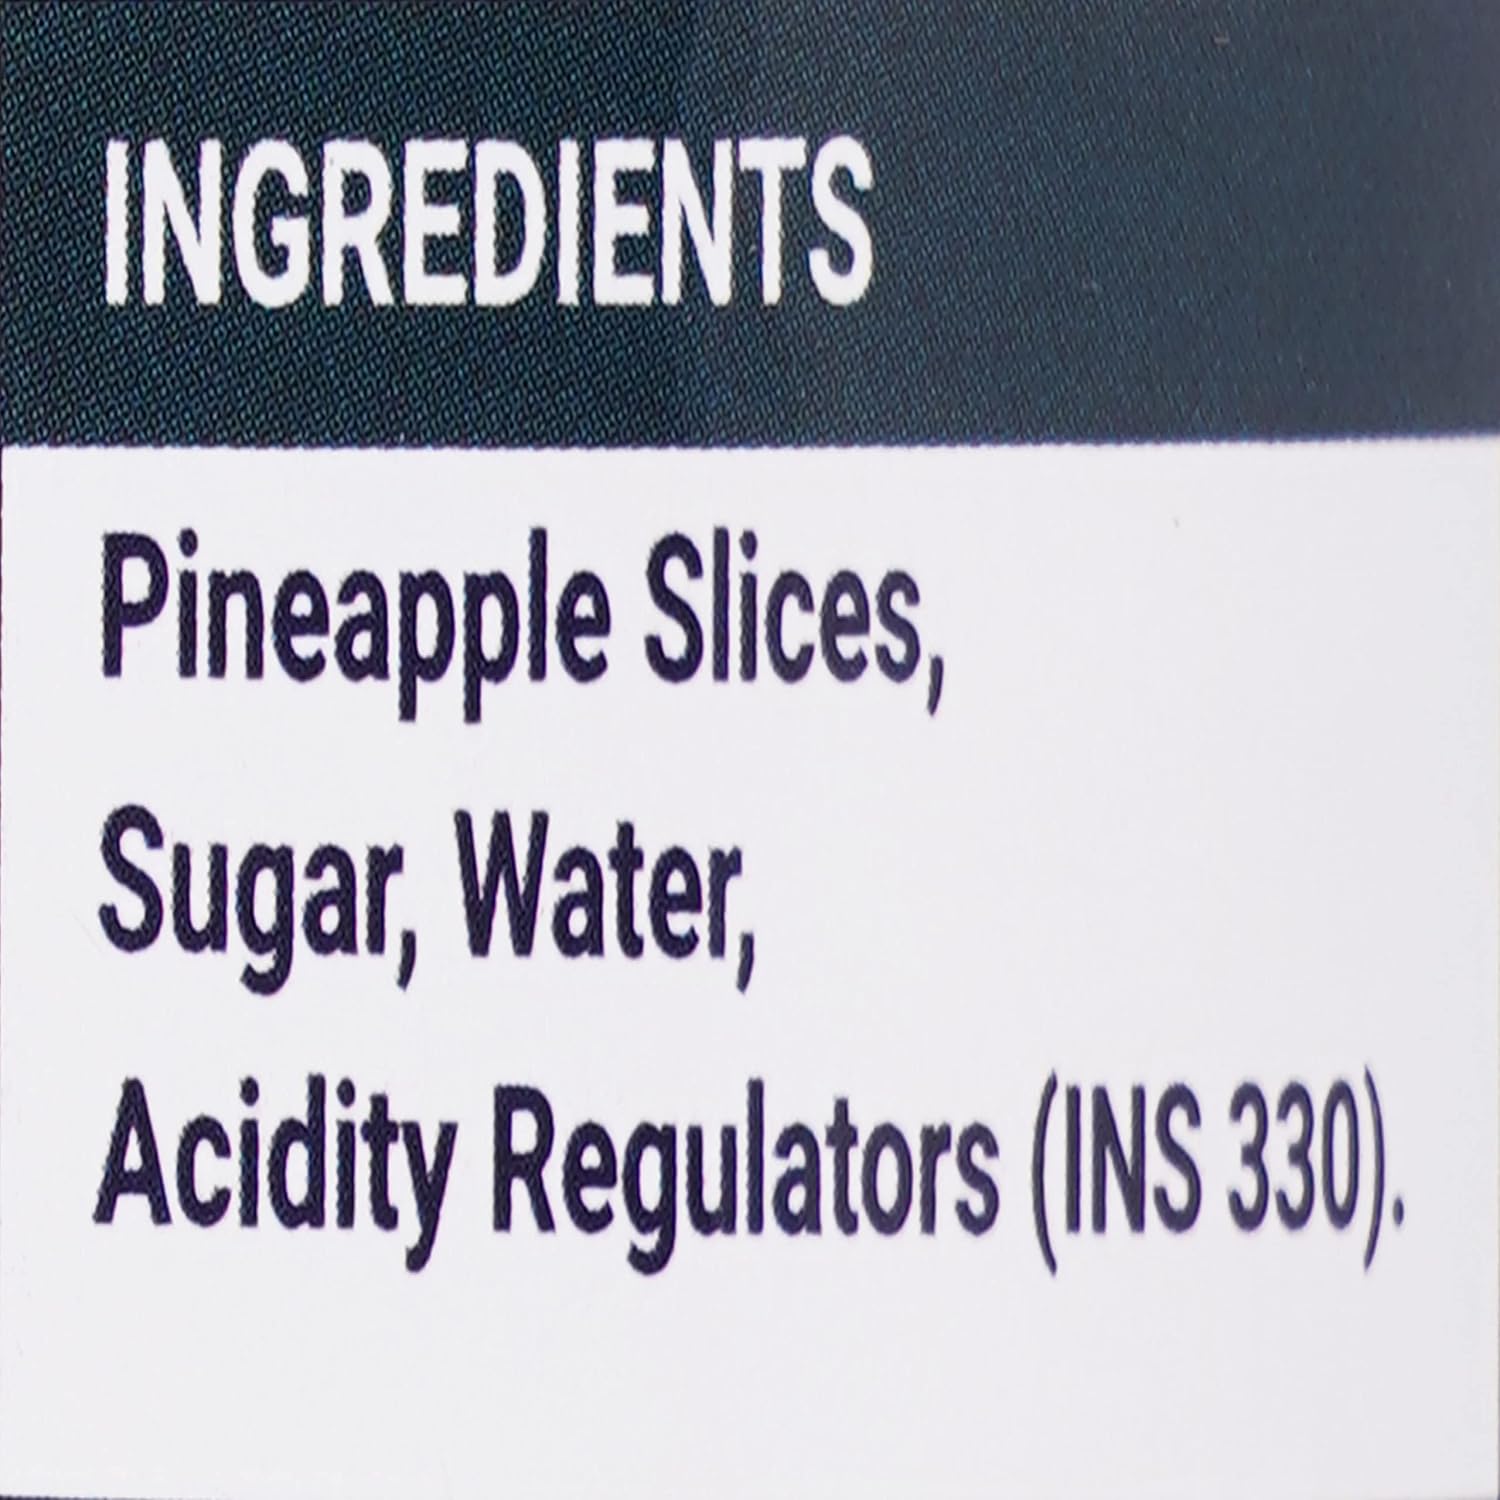 INGREDIENTS
Pineapple Slices,
Sugar, Water,
Acidity Regulators (INS 330).